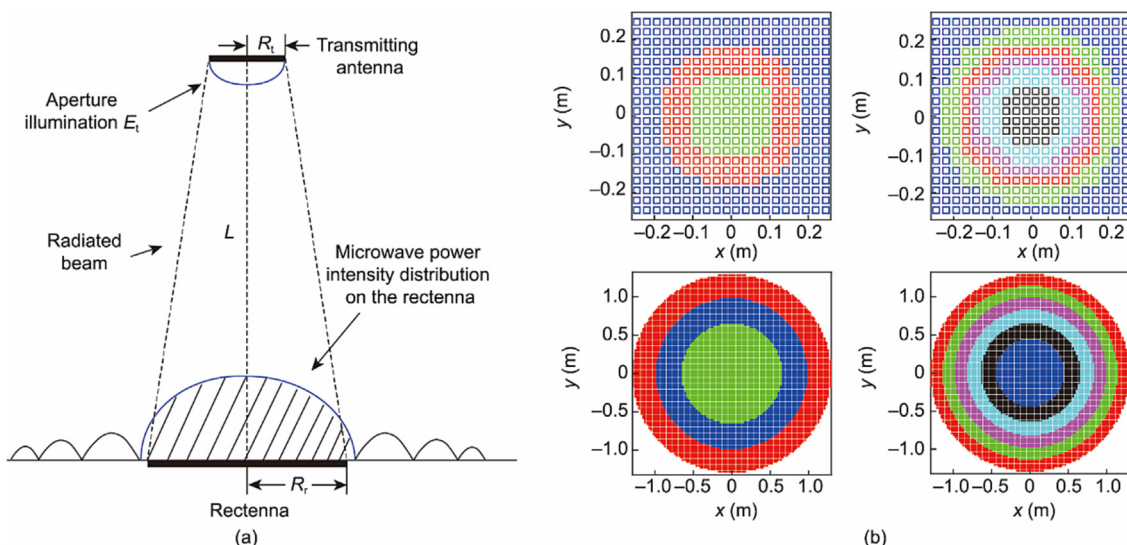 Rt
Transmitting
antenna
Aperture
illumination Et
Radiated
beam
L
Microwave power
intensity distribution
on the rectenna
Rr
Rectenna
(a)
y (m)
0.2
0.1
0
–0.1
–0.2
–0.2 –0.1 0 0.1 0.2
x (m)
y (m)
0.2
0.1
0
–0.1
–0.2
–0.2 –0.1 0 0.1 0.2
x (m)
y (m)
1.0
0.5
0
–0.5
–1.0
–1.0 –0.5 0 0.5 1.0
x (m)
y (m)
1.0
0.5
0
–0.5
–1.0
–1.0 –0.5 0 0.5 1.0
x (m)
(b)